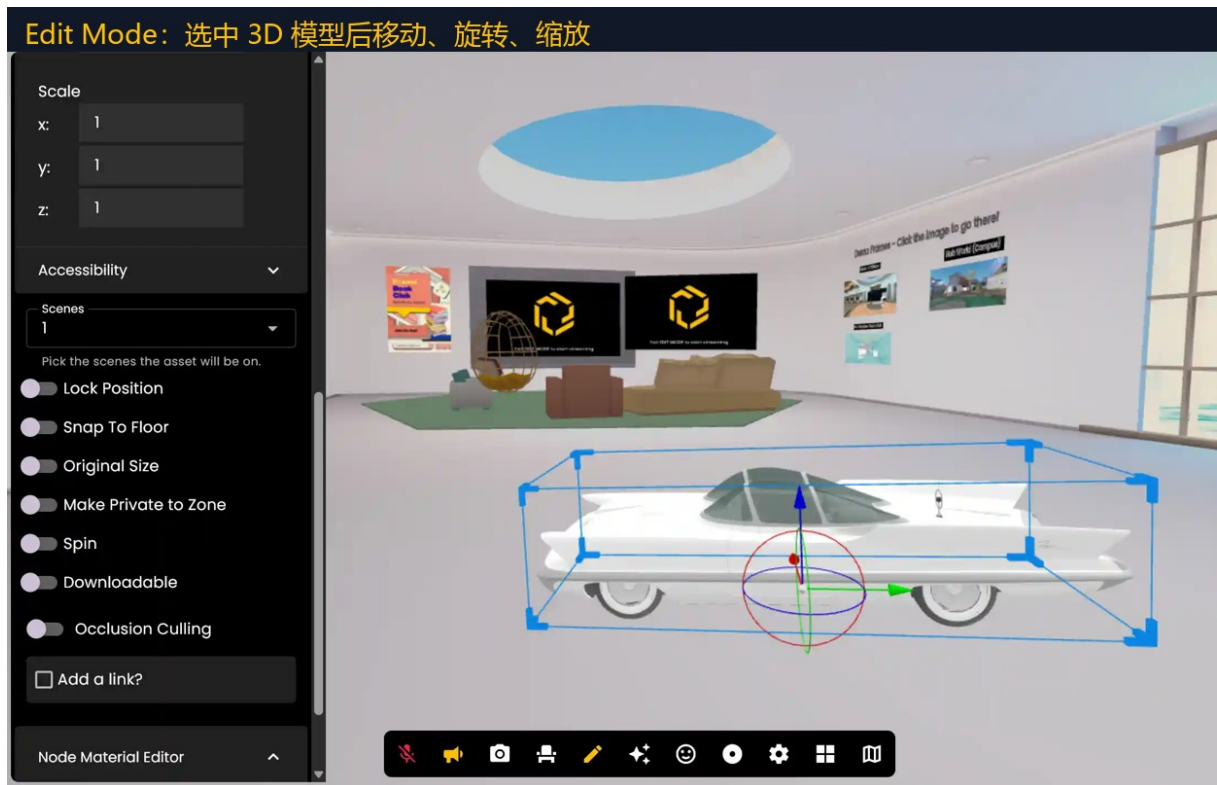 Edit Mode：选中 3D 模型后移动、旋转、缩放
Scale
x: 1
y: 1
z: 1
Accessibility
Scenes
1
Pick the scenes the asset will be on.
Lock Position
Snap To Floor
Original Size
Make Private to Zone
Spin
Downloadable
Occlusion Culling
Add a link?
Node Material Editor
Book
Club
Demo Frames - Click the image to go there!
(Campus)